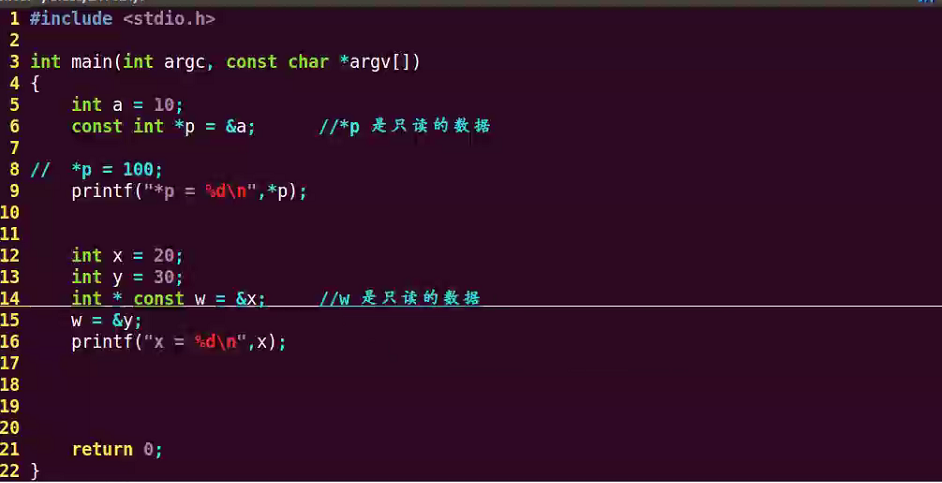 1 #include <stdio.h>
2
3 int main(int argc, const char *argv[])
4 {
5     int a = 10;
6     const int *p = &a;      //*p 是只读的数据
7
8 //  *p = 100;
9     printf("*p = %d\n",*p);
10
11
12     int x = 20;
13     int y = 30;
14     int * const w = &x;     //w 是只读的数据
15     w = &y;
16     printf("x = %d\n",x);
17
18
19
20
21     return 0;
22 }